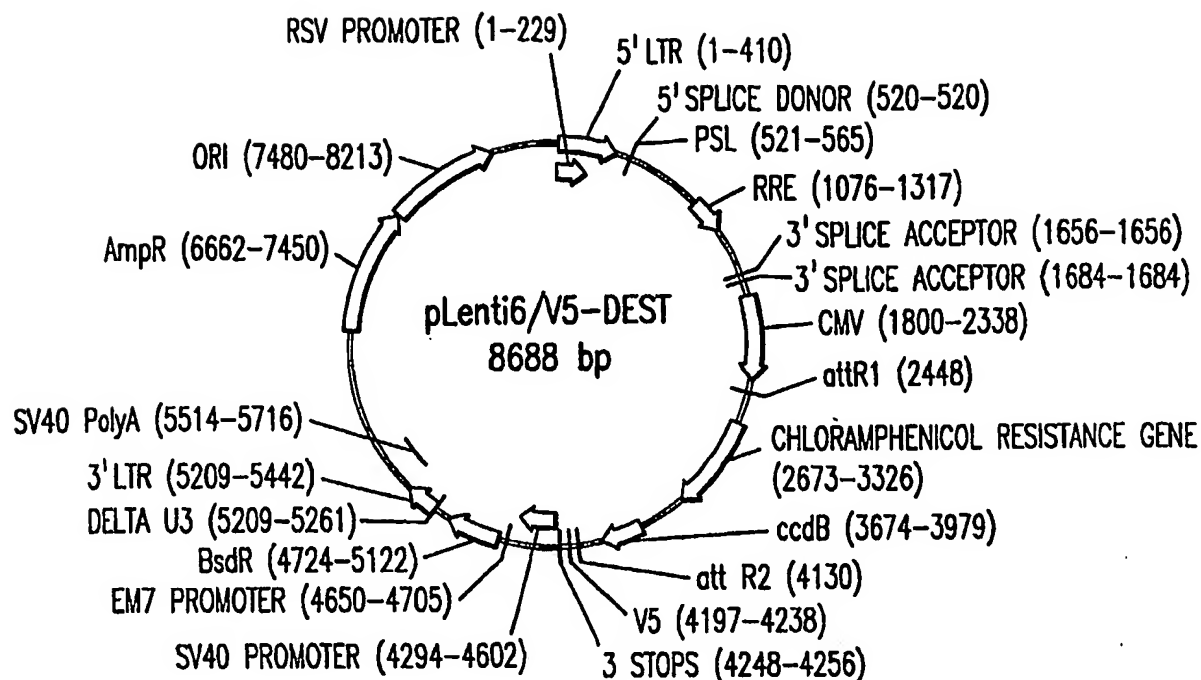 RSV PROMOTER (1-229)
5' LTR (1-410)
5' SPLICE DONOR (520-520)
PSL (521-565)
RRE (1076-1317)
3' SPLICE ACCEPTOR (1656-1656)
3' SPLICE ACCEPTOR (1684-1684)
CMV (1800-2338)
attR1 (2448)
CHLORAMPHENICOL RESISTANCE GENE
(2673-3326)
ccdB (3674-3979)
att R2 (4130)
V5 (4197-4238)
3 STOPS (4248-4256)
SV40 PROMOTER (4294-4602)
EM7 PROMOTER (4650-4705)
BsdR (4724-5122)
DELTA U3 (5209-5261)
3' LTR (5209-5442)
SV40 PolyA (5514-5716)
AmpR (6662-7450)
ORI (7480-8213)
pLenti6/V5-DEST
8688 bp